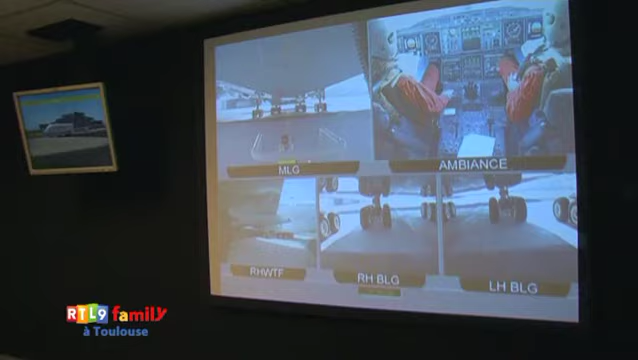 MLG
AMBIANCE
RHWTF
RH BLG
LH BLG
RTL9 family
à Toulouse